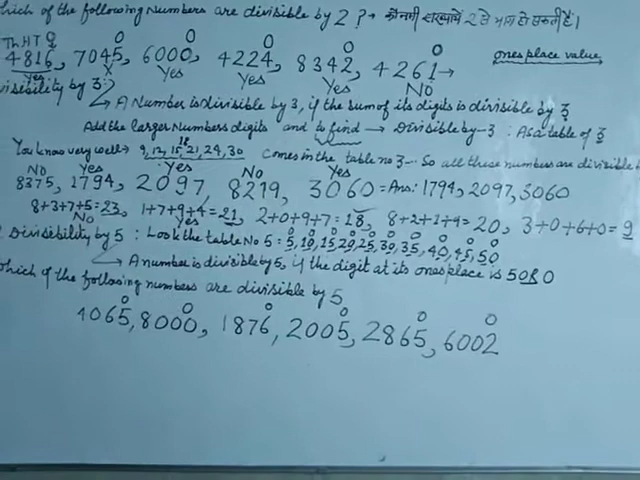 hich of the following numbers are divisible by 2 ? → कौनसी संख्यायें 2 से भाग हो सकती हैं।
Th H T O O O O O O
4816, 7045, 6000, 4224, 8342, 4261 → ones place value
Yes X Yes Yes Yes No
visibility by 3:
→ A Number is divisible by 3, if the sum of its digits is divisible by 3
Add the larger Numbers digits and to find → Divisible by -3 : As a table of 3
You know very well → 9, 12, 15, 18, 21, 24, 30 Comes in the table no 3 — So all these numbers are divisible b
No Yes Yes No Yes
8375, 1794, 2097, 8219, 3060 = Ans: 1794, 2097, 3060
8+3+7+5=23, 1+7+9+4=21, 2+0+9+7=18, 8+2+1+9=20, 3+0+6+0=9
No Yes
Divisibility by 5 : Look the table No 5 : 5, 10, 15, 20, 25, 30, 35, 40, 45, 50
→ A number is divisible by 5, if the digit at its ones place is 5 OR 0
hich of the following numbers are divisible by 5
O O O O O O
4065, 8000, 1876, 2005, 2865, 6002